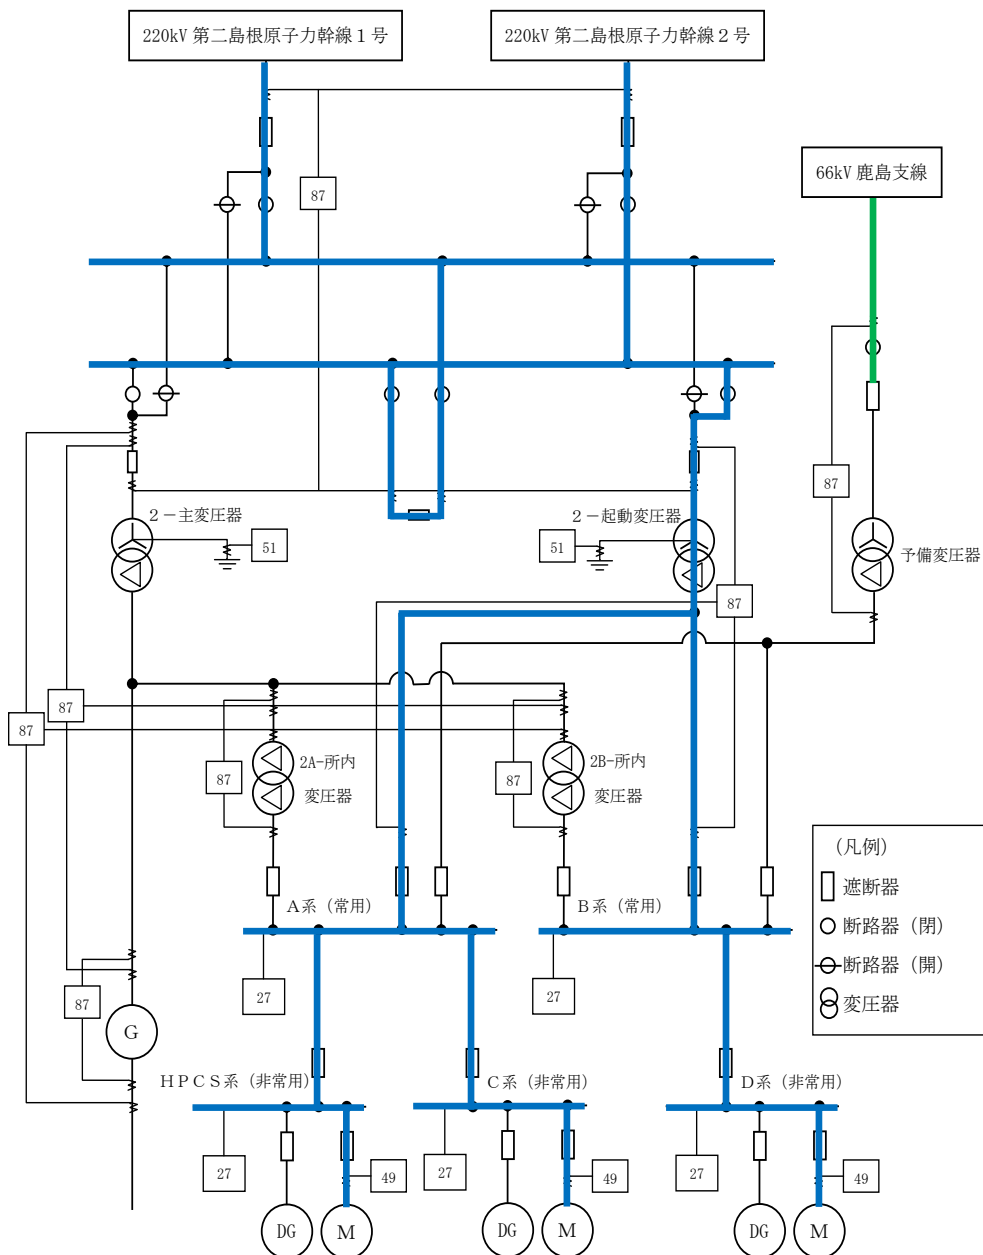 220kV 第二島根原子力幹線１号
220kV 第二島根原子力幹線２号
66kV 鹿島支線
87
87
２－主変圧器
51
２－起動変圧器
51
予備変圧器
87
87
87
87
2A-所内
変圧器
87
2B-所内
変圧器
(凡例)
遮断器
断路器（閉）
断路器（開）
変圧器
Ａ系（常用）
Ｂ系（常用）
27
27
87
G
ＨＰＣＳ系（非常用）
Ｃ系（非常用）
Ｄ系（非常用）
27
49
27
49
27
49
DG
M
DG
M
DG
M